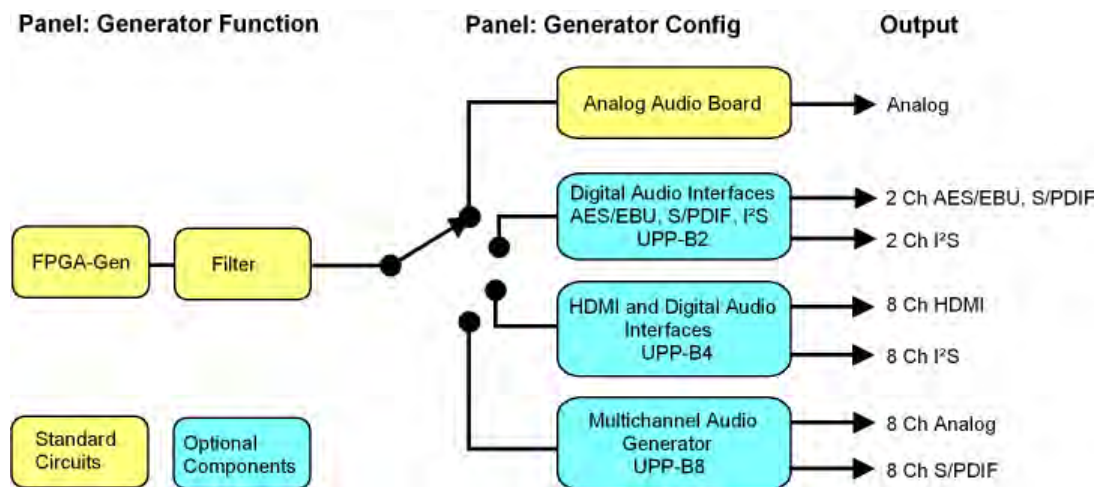 Panel: Generator Function
Panel: Generator Config
Output
Analog Audio Board
Analog
Digital Audio Interfaces
AES/EBU, S/PDIF, I²S
UPP-B2
2 Ch AES/EBU, S/PDIF
2 Ch I²S
FPGA-Gen
Filter
HDMI and Digital Audio
Interfaces
UPP-B4
8 Ch HDMI
8 Ch I²S
Standard
Circuits
Optional
Components
Multichannel Audio
Generator
UPP-B8
8 Ch Analog
8 Ch S/PDIF